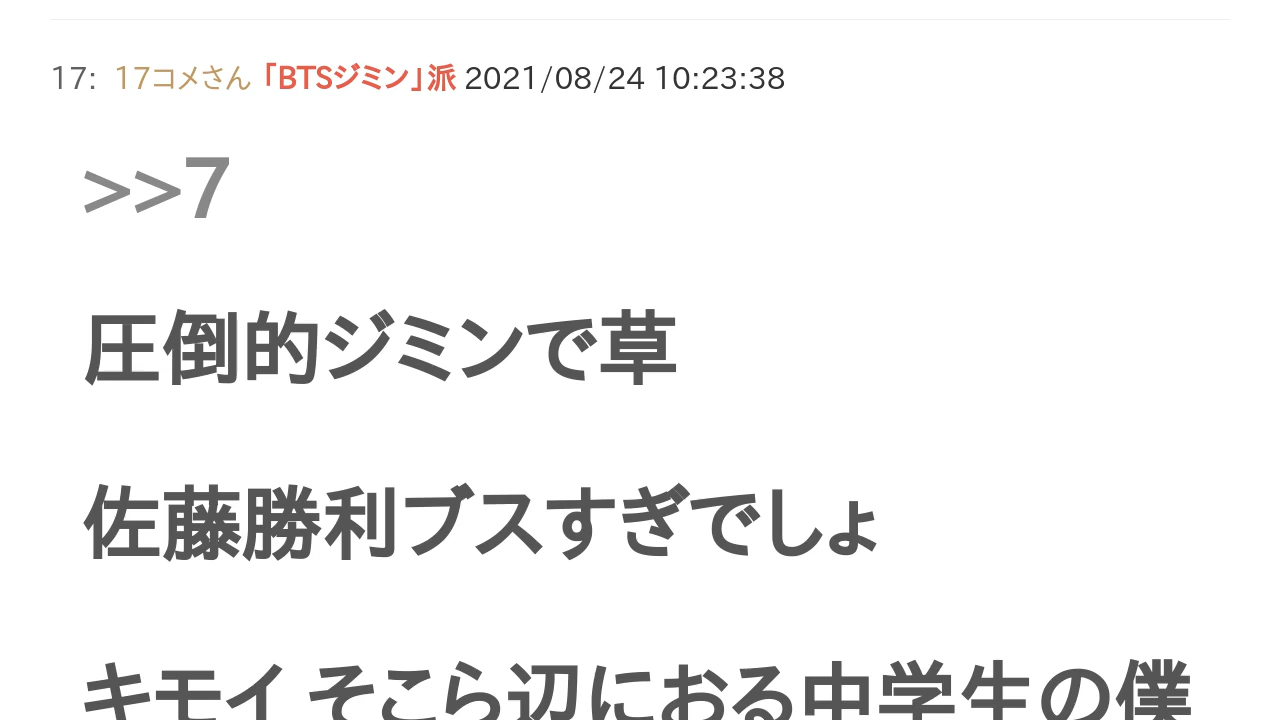 17: 17コメさん 「BTSジミン」派 2021/08/24 10:23:38
>>7
圧倒的ジミンで草
佐藤勝利ブスすぎでしょ
キモイ そこら辺におる中学生の僕